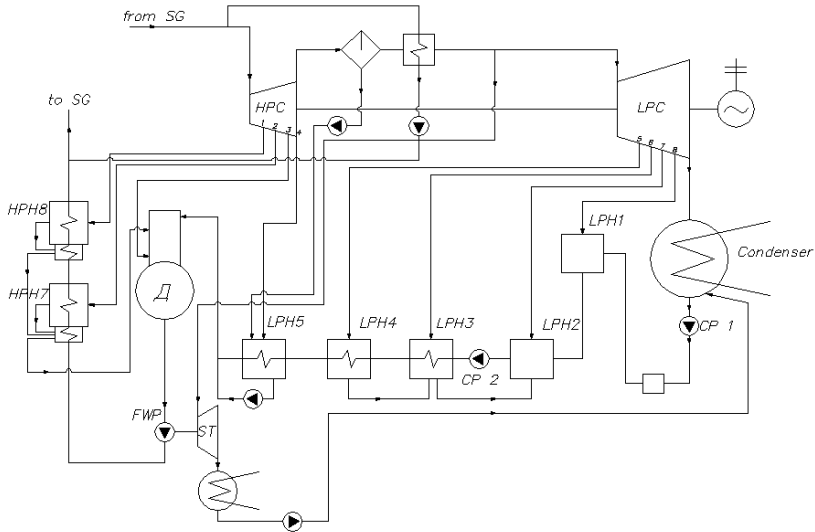 from SG
to SG
HPC
LPC
1 2 3 4
5 6 7 8
HPH8
LPH1
Condenser
HPH7
Д
LPH5
LPH4
LPH3
LPH2
CP 1
CP 2
FWP
ST